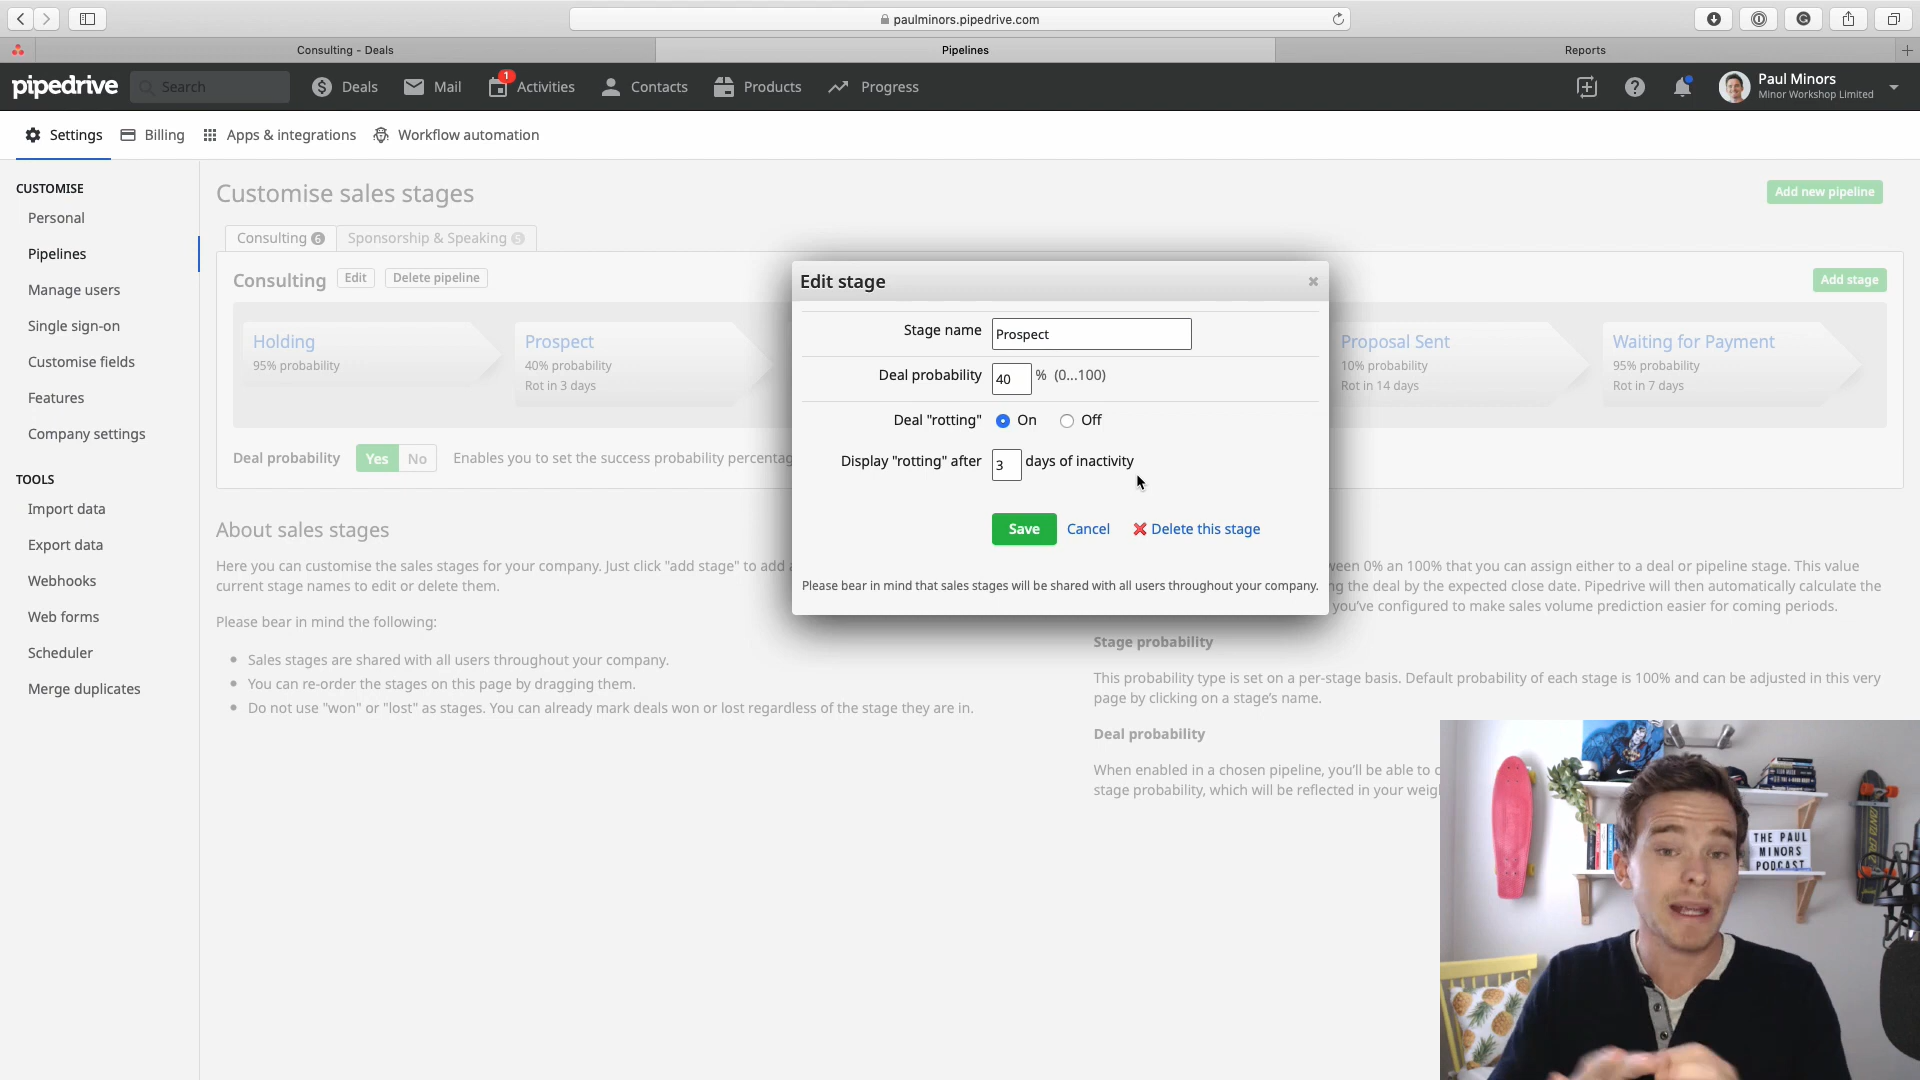 paulminors.pipedrive.com
Consulting – Deals
Pipelines
Reports
pipedrive
Search
Deals
Mail
1
Activities
Contacts
Products
Progress
Paul Minors
Minor Workshop Limited
Settings
Billing
Apps & integrations
Workflow automation
CUSTOMISE
Personal
Pipelines
Manage users
Single sign-on
Customise fields
Features
Company settings
TOOLS
Import data
Export data
Webhooks
Web forms
Scheduler
Merge duplicates
Customise sales stages
Add new pipeline
Consulting 6
Sponsorship & Speaking 5
Consulting
Edit
Delete pipeline
Add stage
Holding
95% probability
Prospect
40% probability
Rot in 3 days
Proposal Sent
10% probability
Rot in 14 days
Waiting for Payment
95% probability
Rot in 7 days
Deal probability
Yes
No
Enables you to set the success probability percentag
Edit stage
Stage name
Prospect
Deal probability
40
% (0...100)
Deal "rotting"
On
Off
Display "rotting" after
3
days of inactivity
Save
Cancel
Delete this stage
Please bear in mind that sales stages will be shared with all users throughout your company.
About sales stages
Here you can customise the sales stages for your company. Just click "add stage" to add a
current stage names to edit or delete them.
Please bear in mind the following:
Sales stages are shared with all users throughout your company.
You can re-order the stages on this page by dragging them.
Do not use "won" or "lost" as stages. You can already mark deals won or lost regardless of the stage they are in.
ween 0% an 100% that you can assign either to a deal or pipeline stage. This value
g the deal by the expected close date. Pipedrive will then automatically calculate the
you've configured to make sales volume prediction easier for coming periods.
Stage probability
This probability type is set on a per-stage basis. Default probability of each stage is 100% and can be adjusted in this very
page by clicking on a stage's name.
Deal probability
When enabled in a chosen pipeline, you'll be able to c
stage probability, which will be reflected in your weig
THE PAUL
MINORS
PODCAST